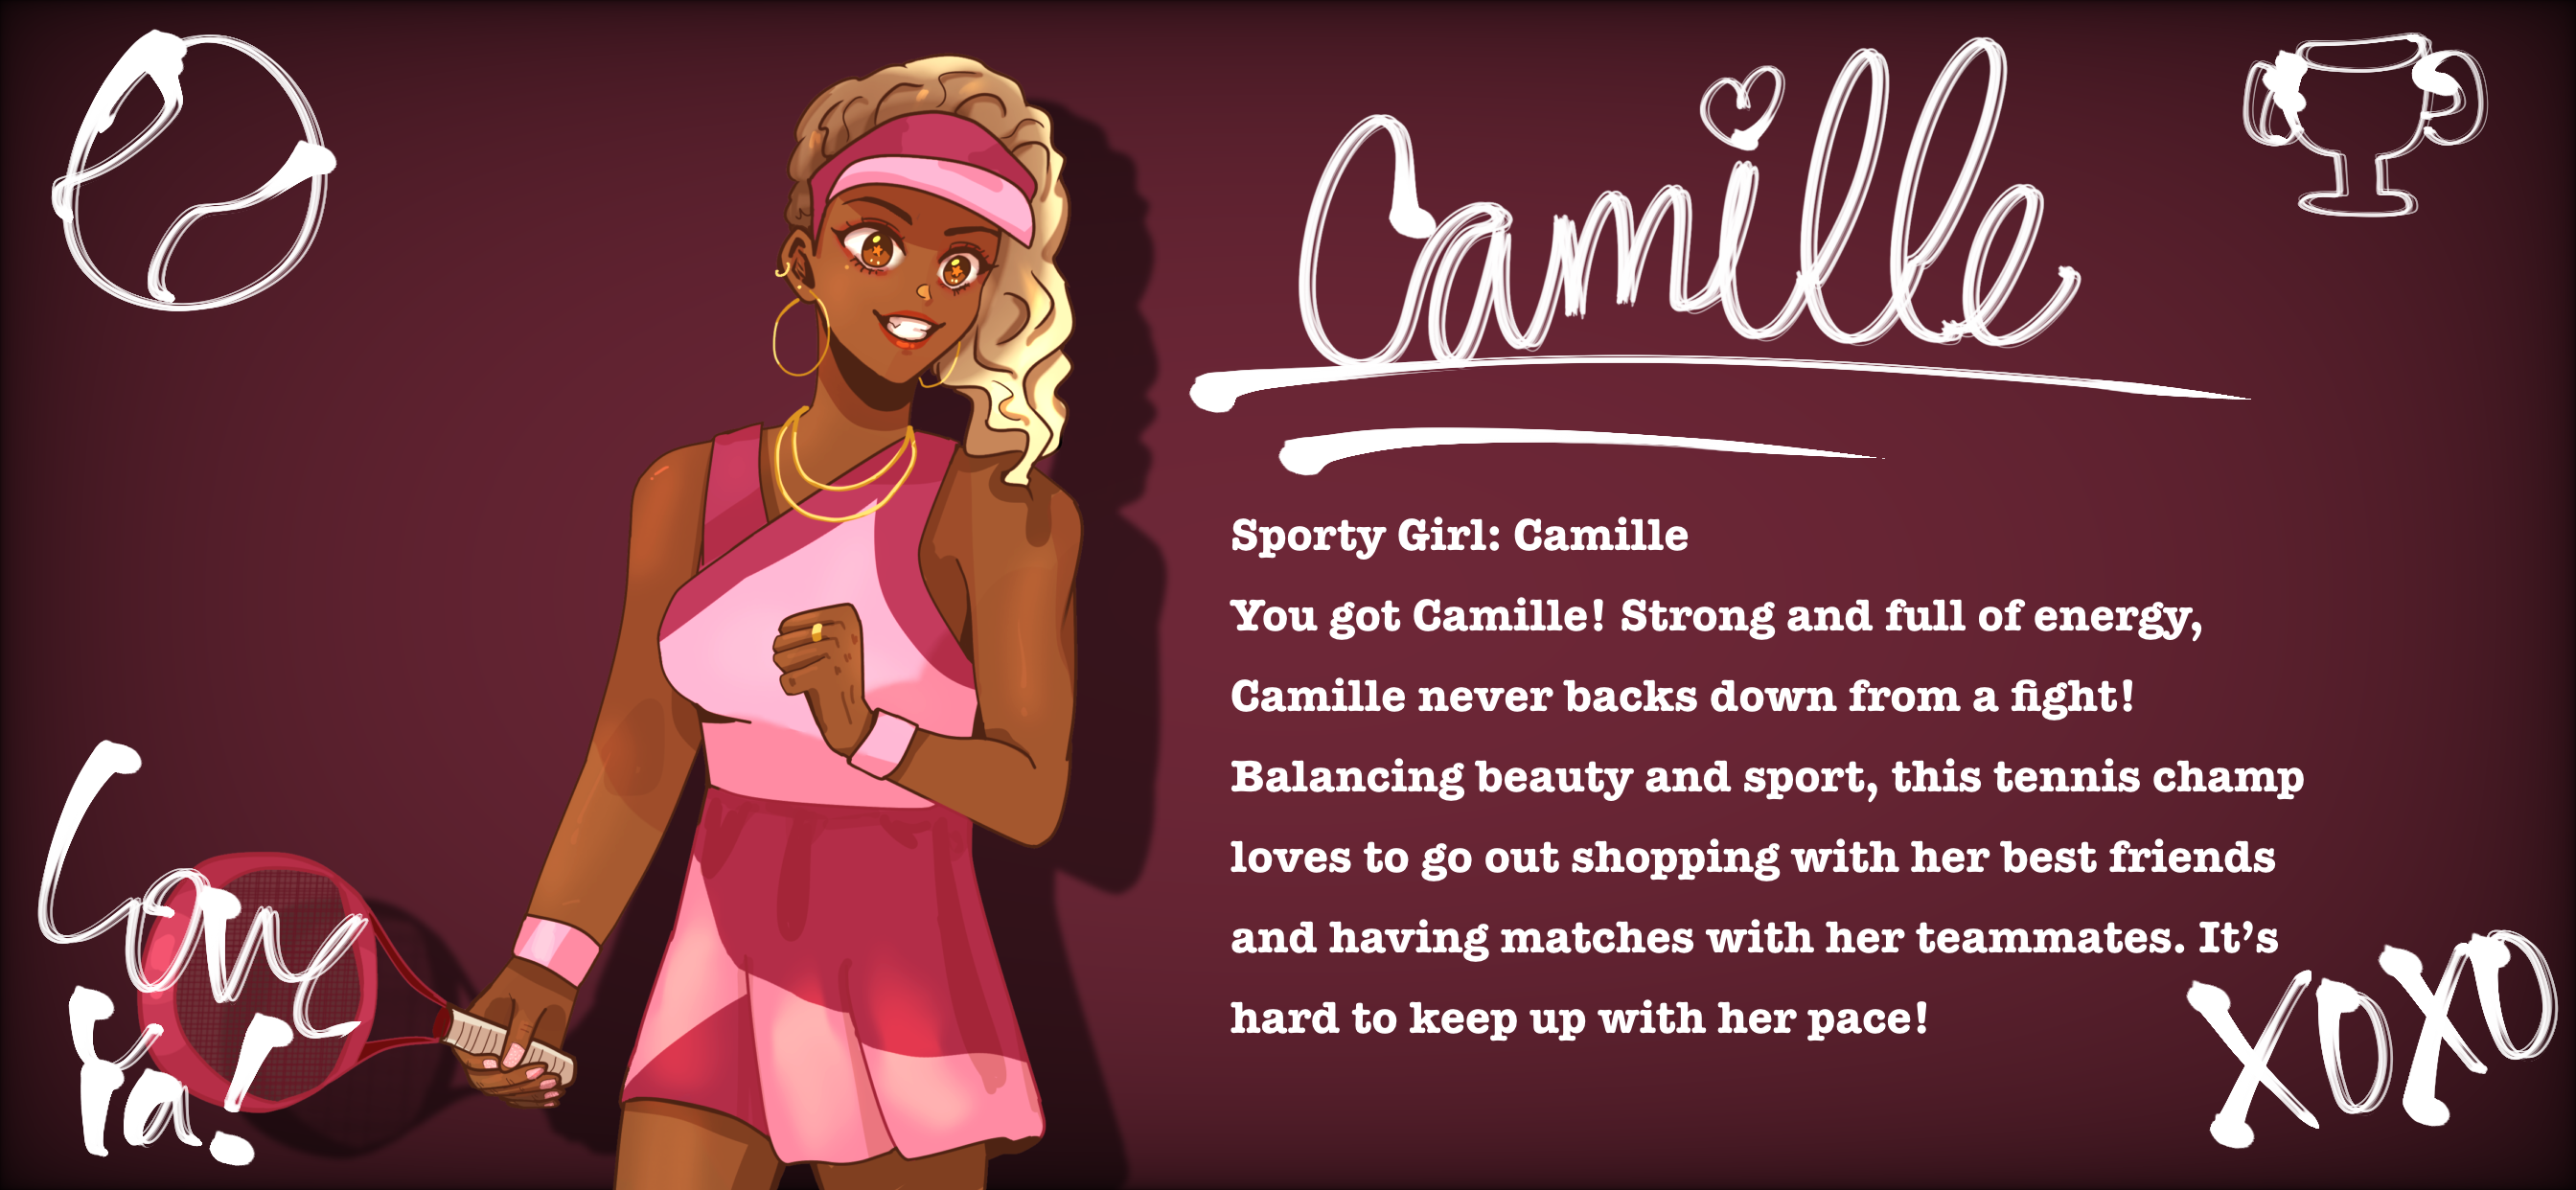 Camille
Sporty Girl: Camille
You got Camille! Strong and full of energy,
Camille never backs down from a fight!
Balancing beauty and sport, this tennis champ
loves to go out shopping with her best friends
and having matches with her teammates. It's
hard to keep up with her pace!
Love
Ya!
XOXO